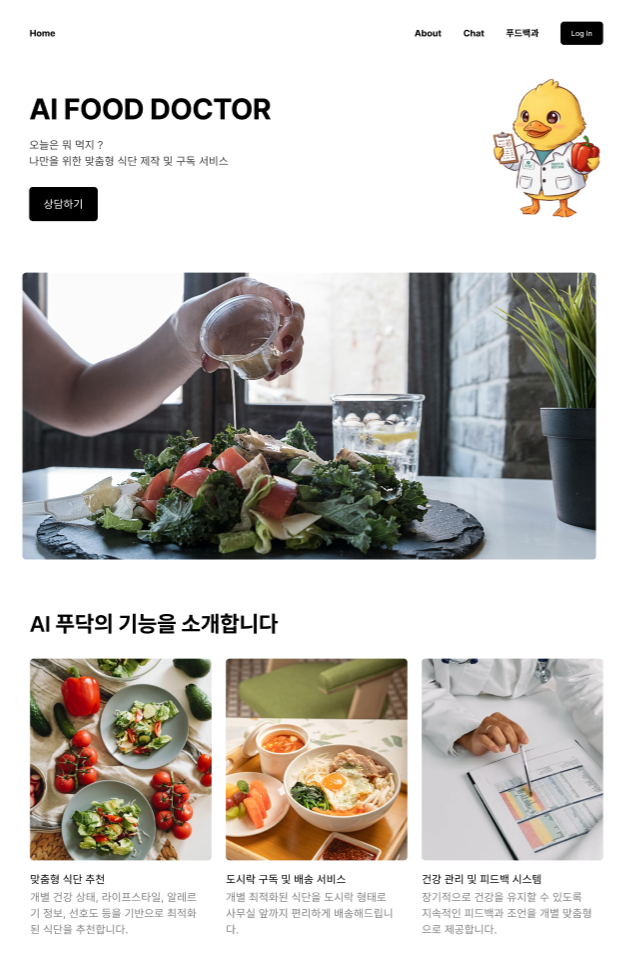 Home
About
Chat
푸드백과
Log In
AI FOOD DOCTOR
오늘은 뭐 먹지 ?
나만을 위한 맞춤형 식단 제작 및 구독 서비스
상담하기
AI 푸닥의 기능을 소개합니다
맞춤형 식단 추천
개별 건강 상태, 라이프스타일, 알레르
기 정보, 선호도 등을 기반으로 최적화
된 식단을 추천합니다.
도시락 구독 및 배송 서비스
개별 최적화된 식단을 도시락 형태로
사무실 앞까지 편리하게 배송해드립니
다.
건강 관리 및 피드백 시스템
장기적으로 건강을 유지할 수 있도록
지속적인 피드백과 조언을 개별 맞춤형
으로 제공합니다.